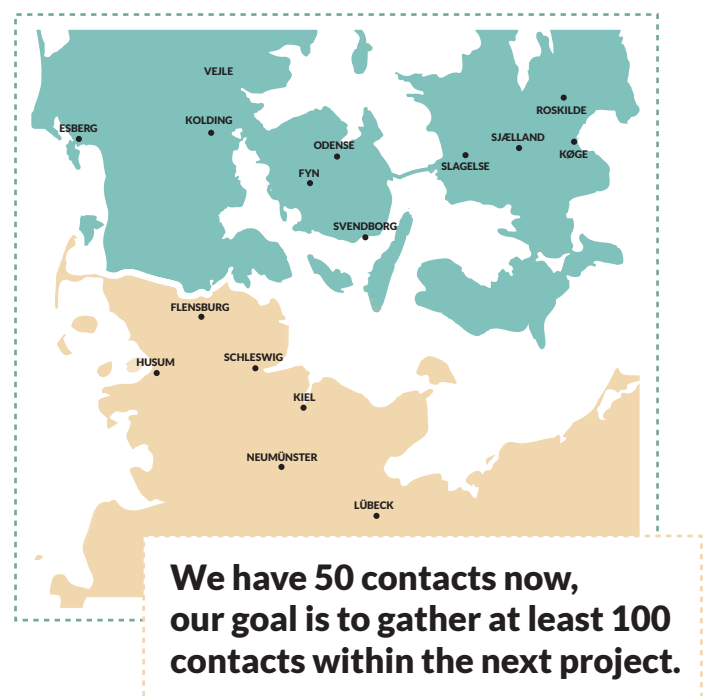 VEJLE
ROSKILDE
KOLDING
ESBERG
SJÆLLAND
ODENSE
KØGE
SLAGELSE
FYN
SVENDBORG
FLENSBURG
SCHLESWIG
HUSUM
KIEL
NEUMÜNSTER
LÜBECK
We have 50 contacts now,
our goal is to gather at least 100
contacts within the next project.